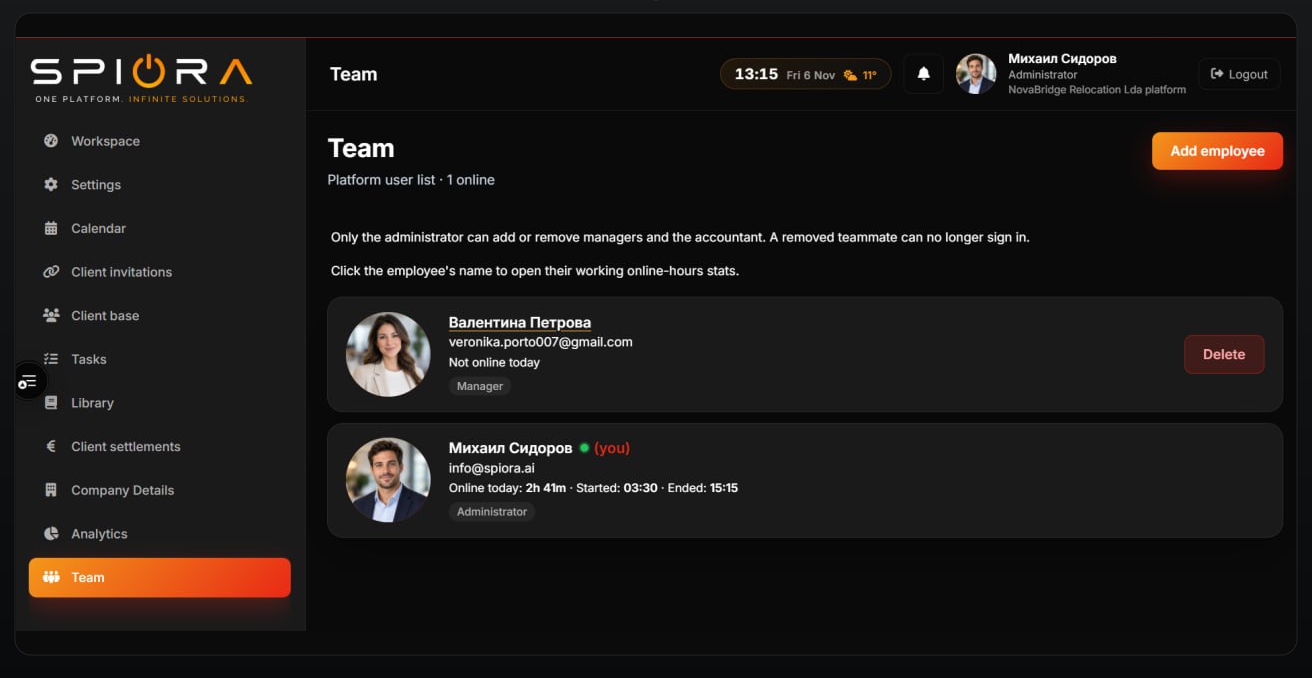 SPIORA
ONE PLATFORM. INFINITE SOLUTIONS.
Workspace
Settings
Calendar
Client invitations
Client base
Tasks
Library
Client settlements
Company Details
Analytics
Team
Team
13:15 Fri 6 Nov 11°
Михаил Сидоров
Administrator
NovaBridge Relocation Lda platform
Logout
Team
Platform user list · 1 online
Add employee
Only the administrator can add or remove managers and the accountant. A removed teammate can no longer sign in.
Click the employee's name to open their working online-hours stats.
Валентина Петрова
veronika.porto007@gmail.com
Not online today
Manager
Delete
Михаил Сидоров (you)
info@spiora.ai
Online today: 2h 41m · Started: 03:30 · Ended: 15:15
Administrator